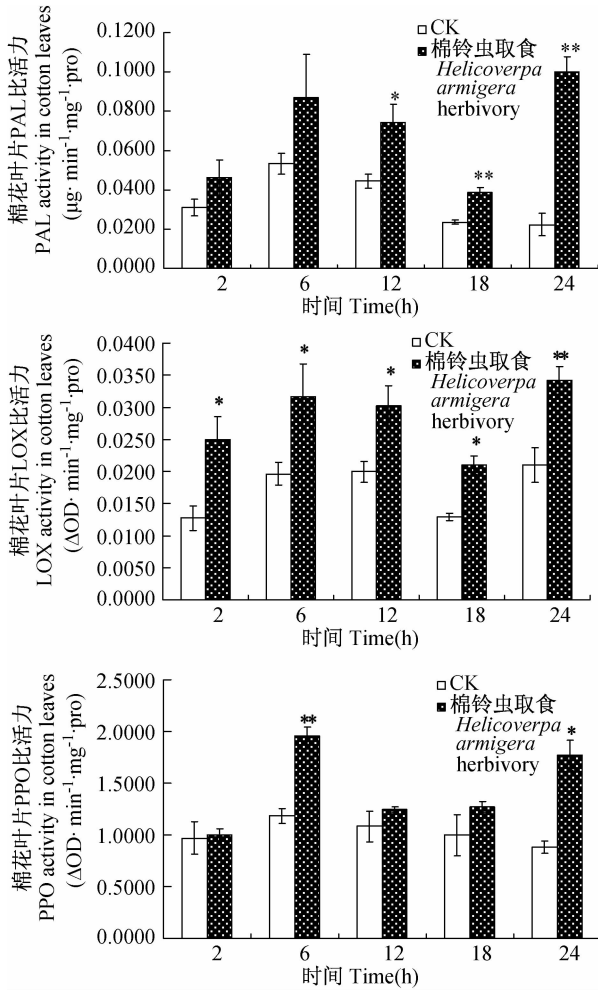 棉花叶片PAL比活力
PAL activity in cotton leaves
(μg· min⁻¹·mg⁻¹·pro)
0.1200
0.1000
0.0800
0.0600
0.0400
0.0200
0.0000
CK
棉铃虫取食
Helicoverpa
armigera
herbivory
*
**
**
2 6 12 18 24
时间 Time(h)
棉花叶片LOX比活力
LOX activity in cotton leaves
(ΔOD· min⁻¹·mg⁻¹·pro)
0.0400
0.0350
0.0300
0.0250
0.0200
0.0150
0.0100
0.0050
0.0000
CK
棉铃虫取食
Helicoverpa
armigera
herbivory
*
*
*
*
**
2 6 12 18 24
时间 Time(h)
棉花叶片PPO比活力
PPO activity in cotton leaves
(ΔOD· min⁻¹·mg⁻¹·pro)
2.5000
2.0000
1.5000
1.0000
0.5000
0.0000
CK
棉铃虫取食
Helicoverpa
armigera
herbivory
**
*
2 6 12 18 24
时间 Time(h)